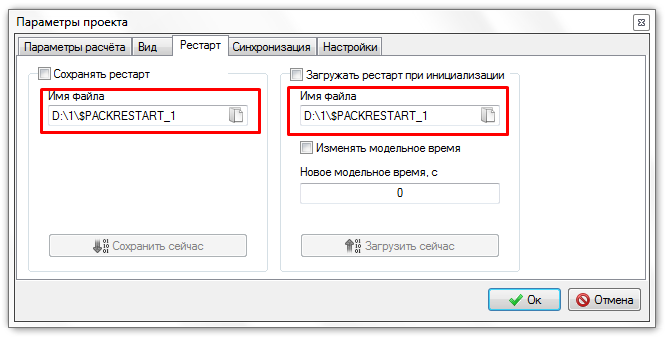 Параметры проекта
Параметры расчёта Вид Рестарт Синхронизация Настройки
Сохранять рестарт
Имя файла
D:\1\$PACKRESTART_1
Сохранить сейчас
Загружать рестарт при инициализации
Имя файла
D:\1\$PACKRESTART_1
Изменять модельное время
Новое модельное время, с
0
Загрузить сейчас
Ок Отмена